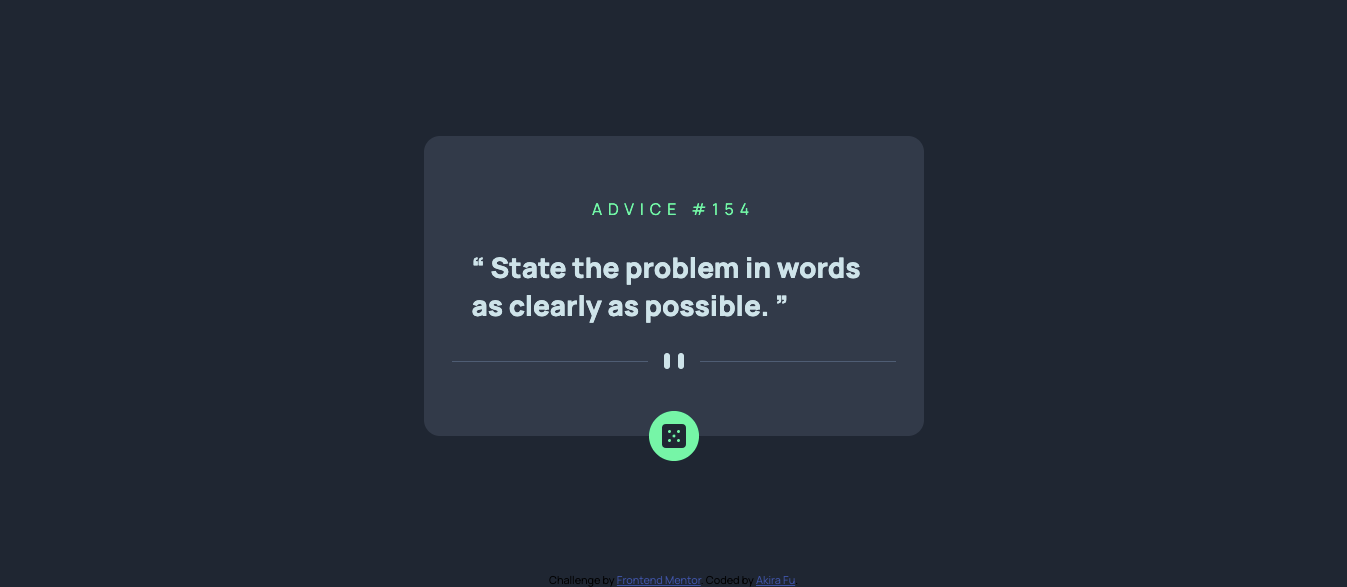 ADVICE #154
“ State the problem in words
as clearly as possible. ”
Challenge by Frontend Mentor. Coded by Akira Fu.